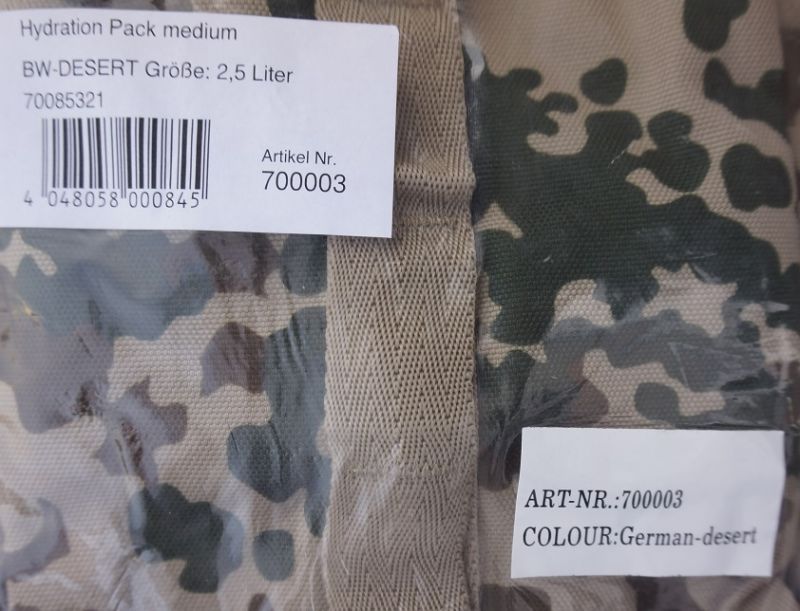 Hydration Pack medium
BW-DESERT Größe: 2,5 Liter
70085321
4 048058 000845
Artikel Nr.
700003
ART-NR.:700003
COLOUR:German-desert